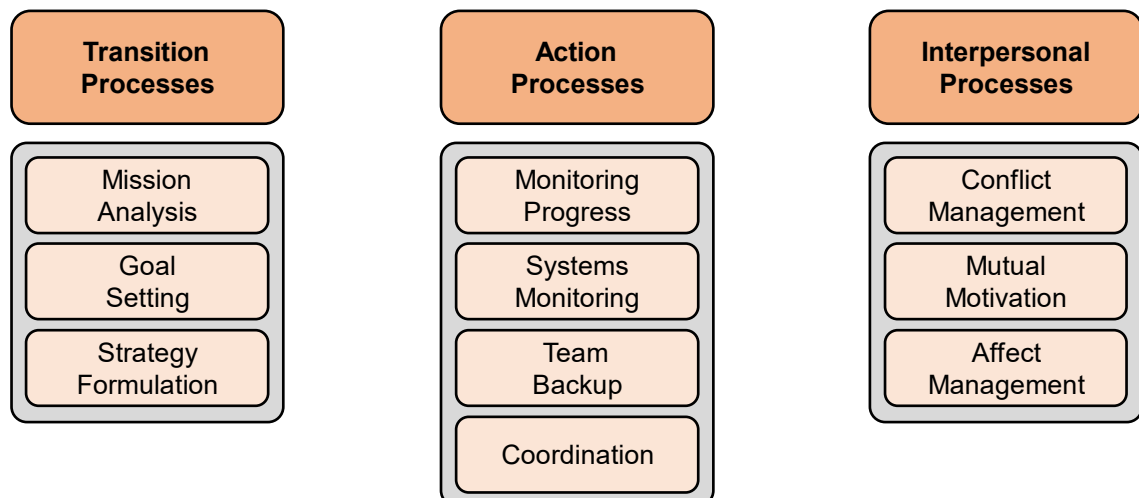 Transition
Processes
Mission
Analysis
Goal
Setting
Strategy
Formulation
Action
Processes
Monitoring
Progress
Systems
Monitoring
Team
Backup
Coordination
Interpersonal
Processes
Conflict
Management
Mutual
Motivation
Affect
Management